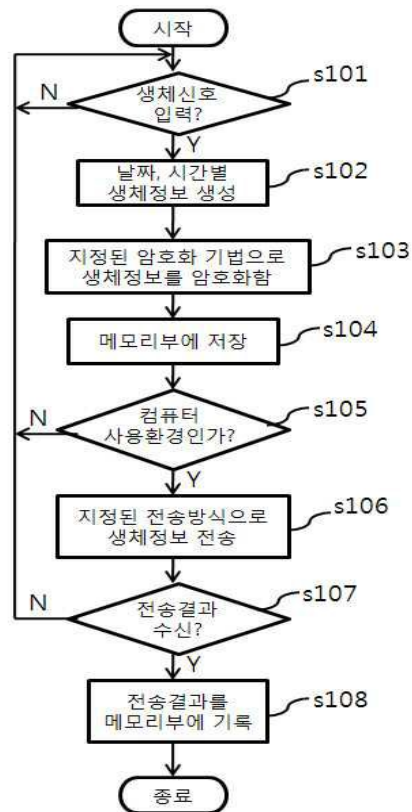 시작
s101
N
생체신호
입력?
Y
s102
날짜, 시간별
생체정보 생성
s103
지정된 암호화 기법으로
생체정보를 암호화함
s104
메모리부에 저장
s105
N
컴퓨터
사용환경인가?
Y
s106
지정된 전송방식으로
생체정보 전송
s107
N
전송결과
수신?
Y
s108
전송결과를
메모리부에 기록
종료